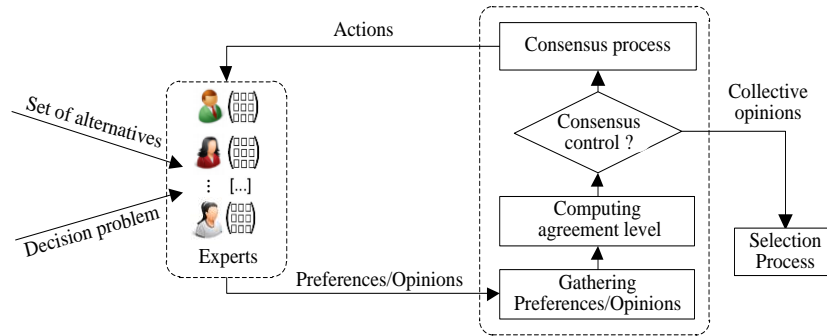 Actions
Consensus process
Set of alternatives
Collective
opinions
Consensus
control ?
⋮ [...]
Decision problem
Computing
agreement level
Experts
Selection
Process
Preferences/Opinions
Gathering
Preferences/Opinions